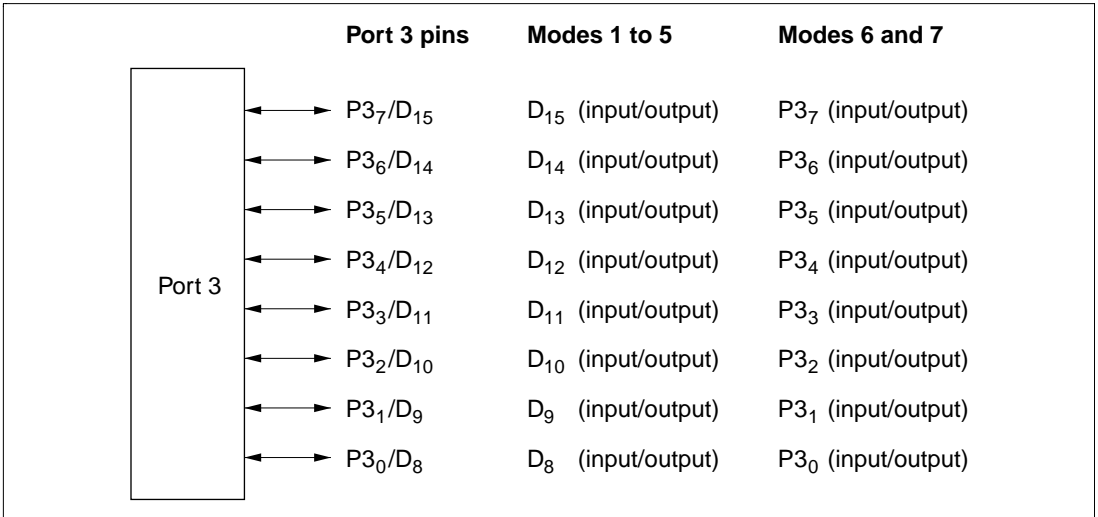 Port 3 pins Modes 1 to 5 Modes 6 and 7
P3₇/D₁₅ D₁₅ (input/output) P3₇ (input/output)
P3₆/D₁₄ D₁₄ (input/output) P3₆ (input/output)
P3₅/D₁₃ D₁₃ (input/output) P3₅ (input/output)
P3₄/D₁₂ D₁₂ (input/output) P3₄ (input/output)
Port 3
P3₃/D₁₁ D₁₁ (input/output) P3₃ (input/output)
P3₂/D₁₀ D₁₀ (input/output) P3₂ (input/output)
P3₁/D₉ D₉ (input/output) P3₁ (input/output)
P3₀/D₈ D₈ (input/output) P3₀ (input/output)